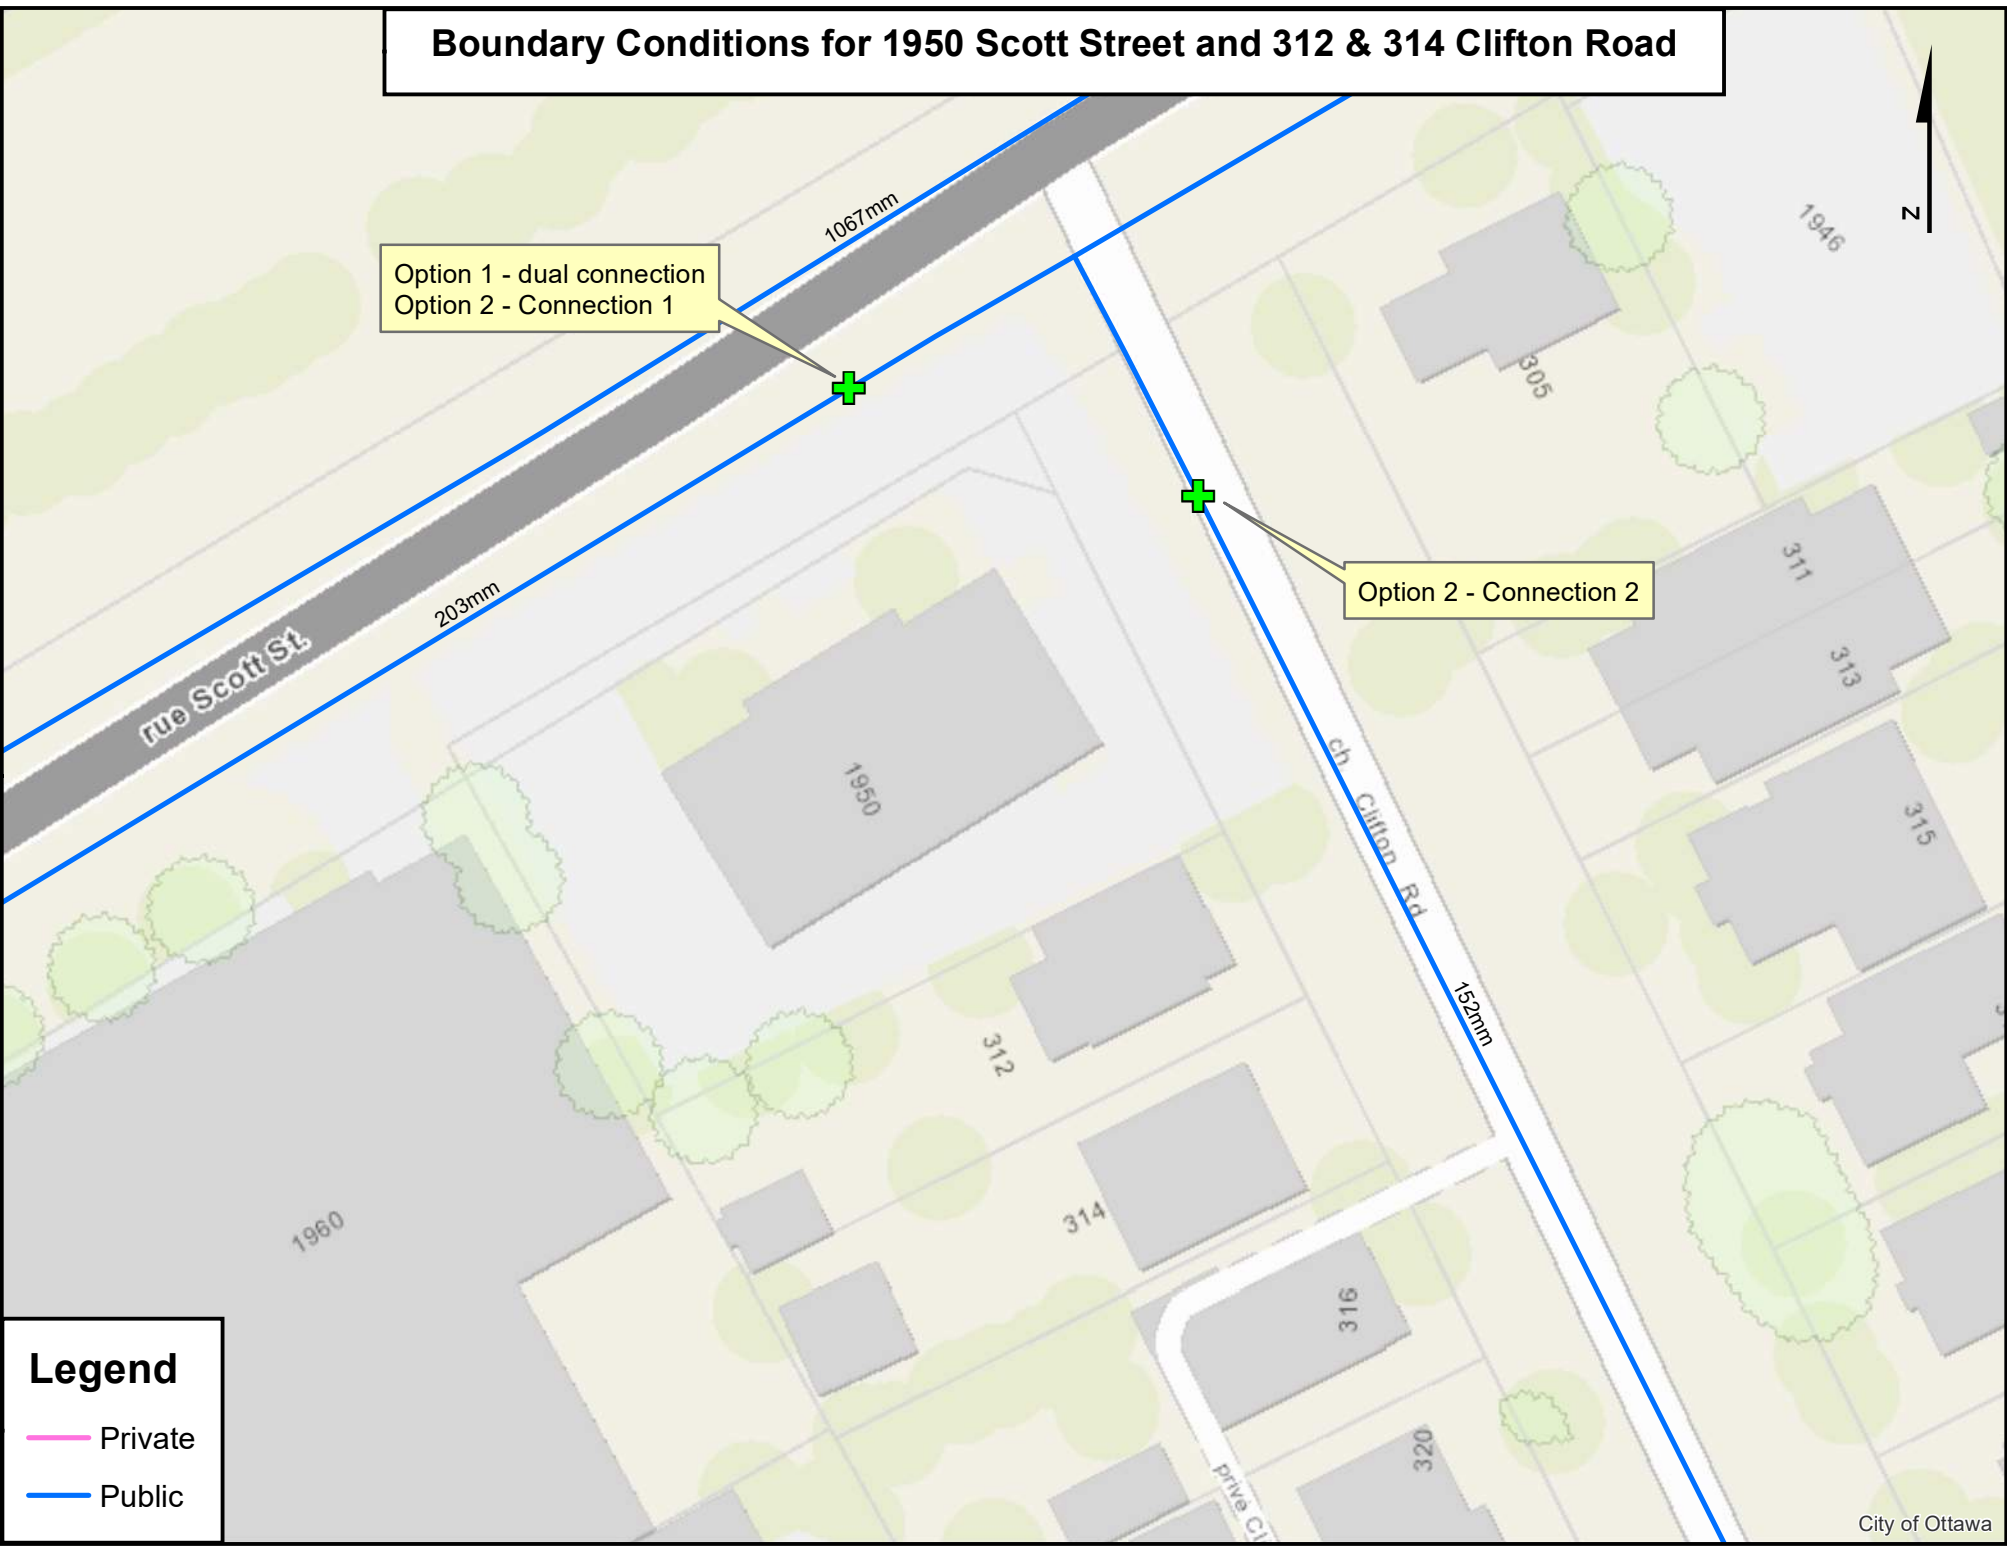 Boundary Conditions for 1950 Scott Street and 312 & 314 Clifton Road
N
1067mm
1946
Option 1 - dual connection
Option 2 - Connection 1
305
Option 2 - Connection 2
311
203mm
rue Scott St.
313
ch Clifton Rd
1950
315
152mm
312
314
1960
316
320
privé
Legend
Private
Public
City of Ottawa